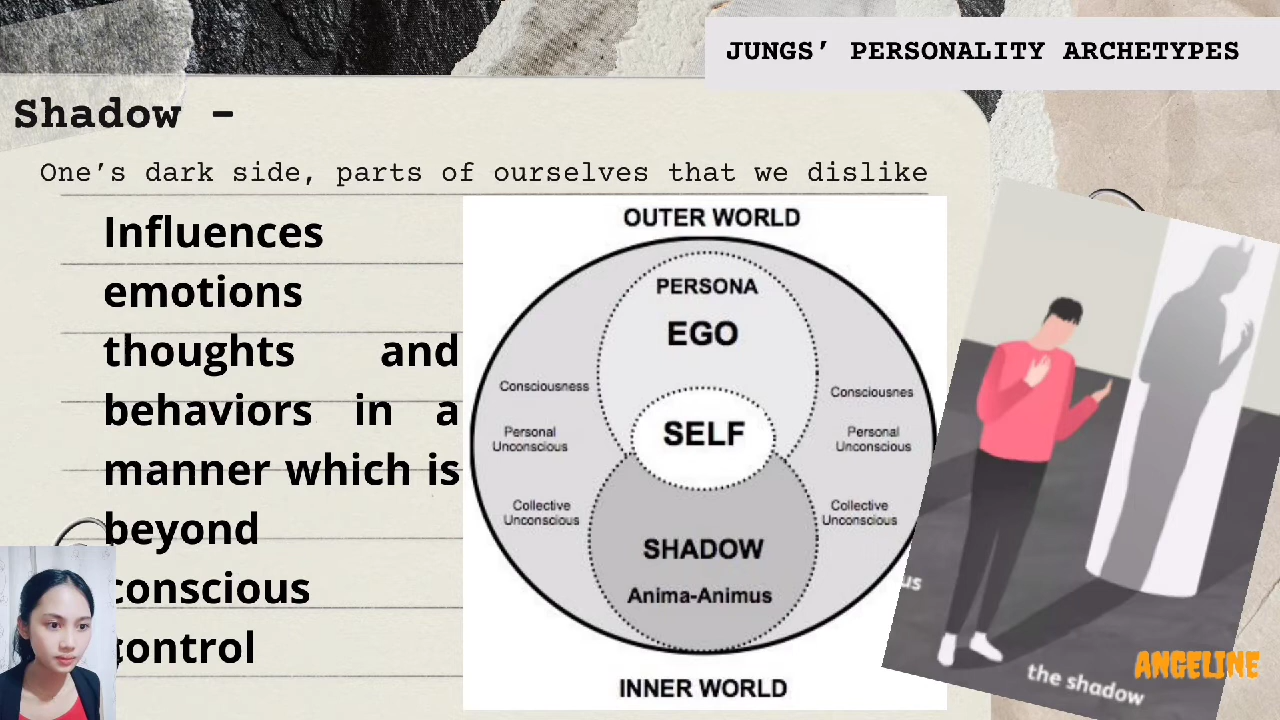 JUNGS’ PERSONALITY ARCHETYPES
Shadow –
One’s dark side, parts of ourselves that we dislike
Influences
emotions
thoughts and
behaviors in a
manner which is
beyond
conscious
control
OUTER WORLD
PERSONA
EGO
Consciousness
Consciousnes
SELF
Personal
Unconscious
Personal
Unconscious
Collective
Unconscious
Collective
Unconscious
SHADOW
Anima-Animus
INNER WORLD
us
the shadow
ANGELINE